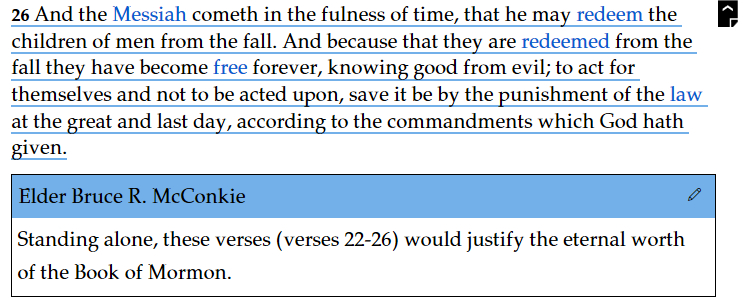 26 And the Messiah cometh in the fulness of time, that he may redeem the
children of men from the fall. And because that they are redeemed from the
fall they have become free forever, knowing good from evil; to act for
themselves and not to be acted upon, save it be by the punishment of the law
at the great and last day, according to the commandments which God hath
given.
Elder Bruce R. McConkie
Standing alone, these verses (verses 22-26) would justify the eternal worth
of the Book of Mormon.